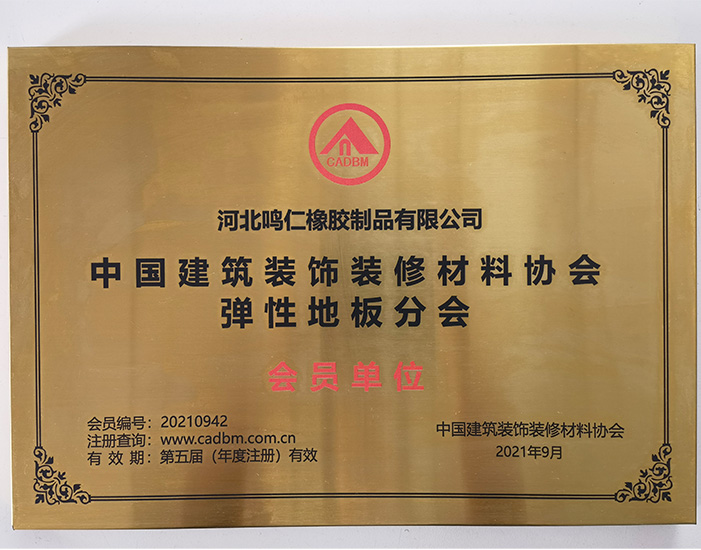 CADBM
河北鸣仁橡胶制品有限公司
中国建筑装饰装修材料协会
弹性地板分会
会员单位
会员编号：20210942
注册查询：www.cadbm.com.cn
有 效 期：第五届（年度注册）有效
中国建筑装饰装修材料协会
2021年9月